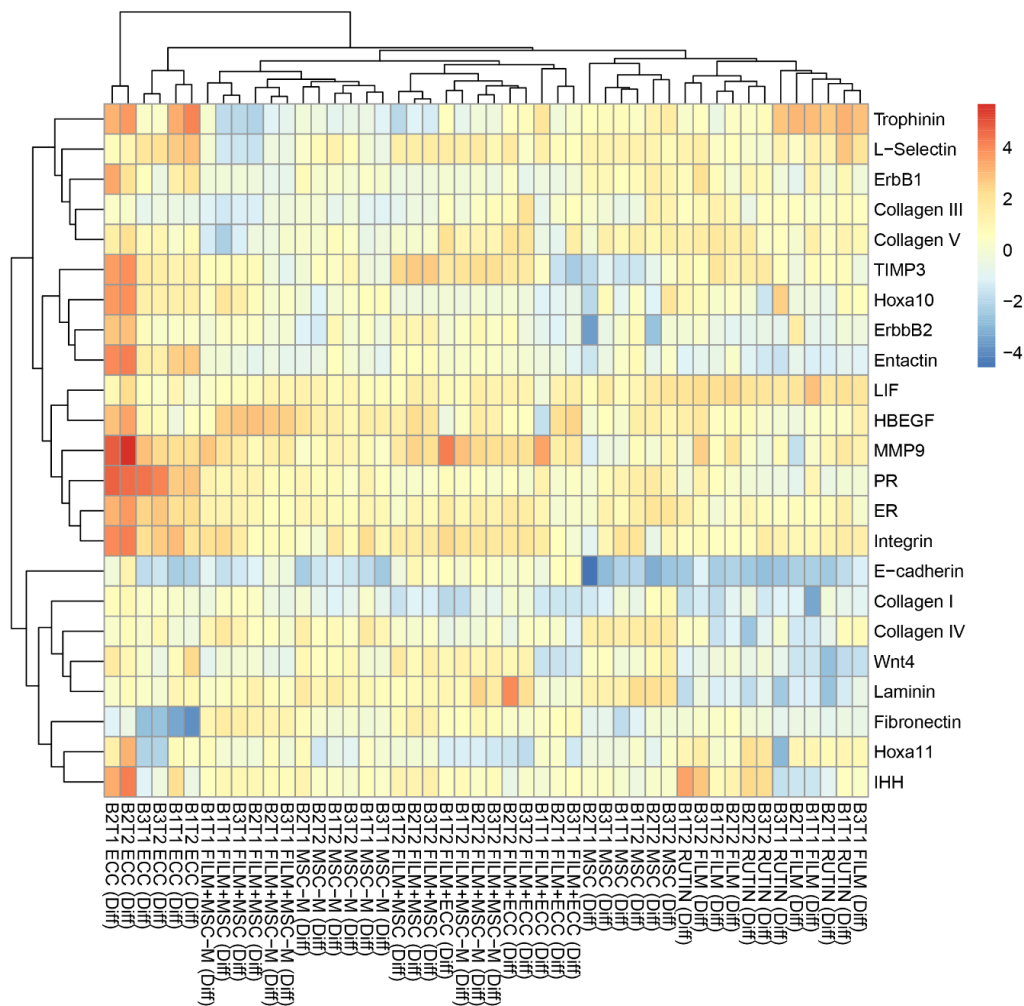 Trophinin
L−Selectin
ErbB1
Collagen III
Collagen V
TIMP3
Hoxa10
ErbbB2
Entactin
LIF
HBEGF
MMP9
PR
ER
Integrin
E−cadherin
Collagen I
Collagen IV
Wnt4
Laminin
Fibronectin
Hoxa11
IHH
4
2
0
−2
−4
B2T1 ECC (Diff)
B2T2 ECC (Diff)
B3T1 ECC (Diff)
B3T2 ECC (Diff)
B1T1 ECC (Diff)
B1T2 ECC (Diff)
B1T1 FILM+MSC−M (Diff)
B1T1 FILM+MSC (Diff)
B3T1 FILM+MSC (Diff)
B2T1 FILM+MSC (Diff)
B2T1 FILM+MSC−M (Diff)
B3T1 FILM+MSC−M (Diff)
B2T1 MSC−M (Diff)
B2T2 MSC−M (Diff)
B1T2 MSC−M (Diff)
B3T2 MSC−M (Diff)
B1T1 MSC−M (Diff)
B3T1 MSC−M (Diff)
B1T2 FILM+MSC (Diff)
B2T2 FILM+MSC (Diff)
B3T2 FILM+MSC (Diff)
B1T2 FILM+ECC (Diff)
B1T2 FILM+MSC−M (Diff)
B2T2 FILM+MSC−M (Diff)
B3T2 FILM+MSC−M (Diff)
B2T2 FILM+ECC (Diff)
B3T2 FILM+ECC (Diff)
B1T1 FILM+ECC (Diff)
B2T1 FILM+ECC (Diff)
B3T1 FILM+ECC (Diff)
B2T1 MSC (Diff)
B3T1 MSC (Diff)
B1T1 MSC (Diff)
B1T2 MSC (Diff)
B2T2 MSC (Diff)
B3T2 MSC (Diff)
B1T2 RUTIN (Diff)
B3T2 FILM (Diff)
B1T2 FILM (Diff)
B2T2 FILM (Diff)
B2T2 RUTIN (Diff)
B3T2 RUTIN (Diff)
B3T1 RUTIN (Diff)
B2T1 FILM (Diff)
B1T1 FILM (Diff)
B2T1 RUTIN (Diff)
B1T1 RUTIN (Diff)
B3T1 FILM (Diff)